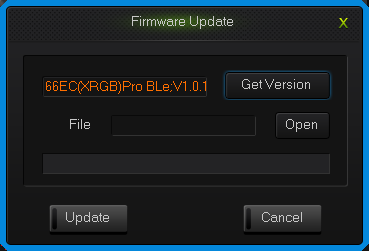 Firmware Update
X
66EC(XRGB)Pro BLe;V1.0.1
Get Version
File
Open
Update
Cancel